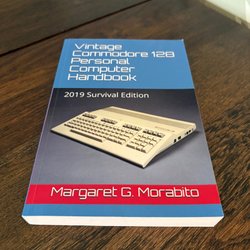 Vintage
Commodore 128
Personal
Computer
Handbook
2019 Survival Edition
Margaret G. Morabito